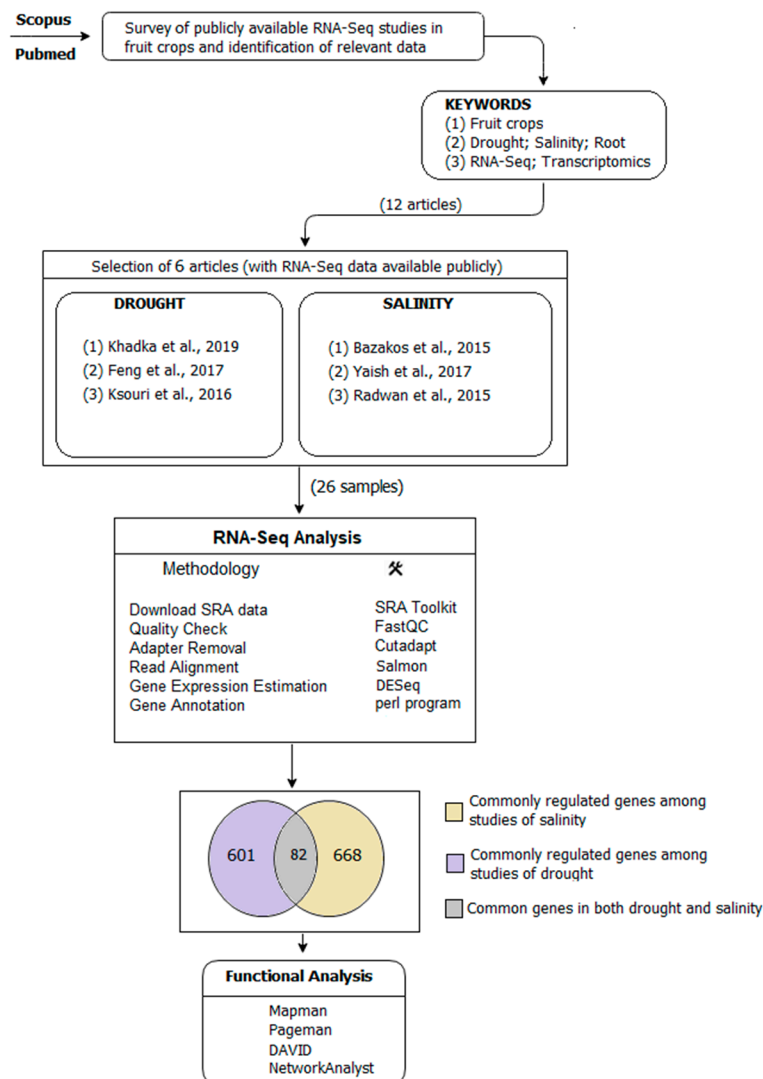 Scopus
Pubmed
Survey of publicly available RNA-Seq studies in
fruit crops and identification of relevant data
KEYWORDS
(1) Fruit crops
(2) Drought; Salinity; Root
(3) RNA-Seq; Transcriptomics
(12 articles)
Selection of 6 articles (with RNA-Seq data available publicly)
DROUGHT
(1) Khadka et al., 2019
(2) Feng et al., 2017
(3) Ksouri et al., 2016
SALINITY
(1) Bazakos et al., 2015
(2) Yaish et al., 2017
(3) Radwan et al., 2015
(26 samples)
RNA-Seq Analysis
Methodology
Download SRA data SRA Toolkit
Quality Check FastQC
Adapter Removal Cutadapt
Read Alignment Salmon
Gene Expression Estimation DESeq
Gene Annotation perl program
601 82 668
Commonly regulated genes among
studies of salinity
Commonly regulated genes among
studies of drought
Common genes in both drought and salinity
Functional Analysis
Mapman
Pageman
DAVID
NetworkAnalyst